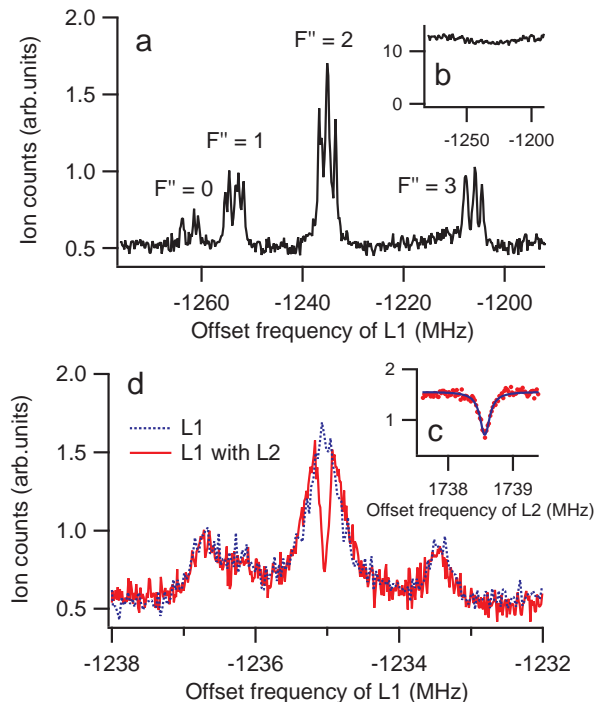 2.0
a
F" = 2
b
10
0
-1250
-1200
F" = 1
F" = 0
F" = 3
1.5
1.0
0.5
Ion counts (arb.units)
-1260
-1240
-1220
-1200
Offset frequency of L1 (MHz)
2.0
d
L1
L1 with L2
2
1
c
1738
1739
Offset frequency of L2 (MHz)
1.5
1.0
0.5
Ion counts (arb.units)
-1238
-1236
-1234
-1232
Offset frequency of L1 (MHz)